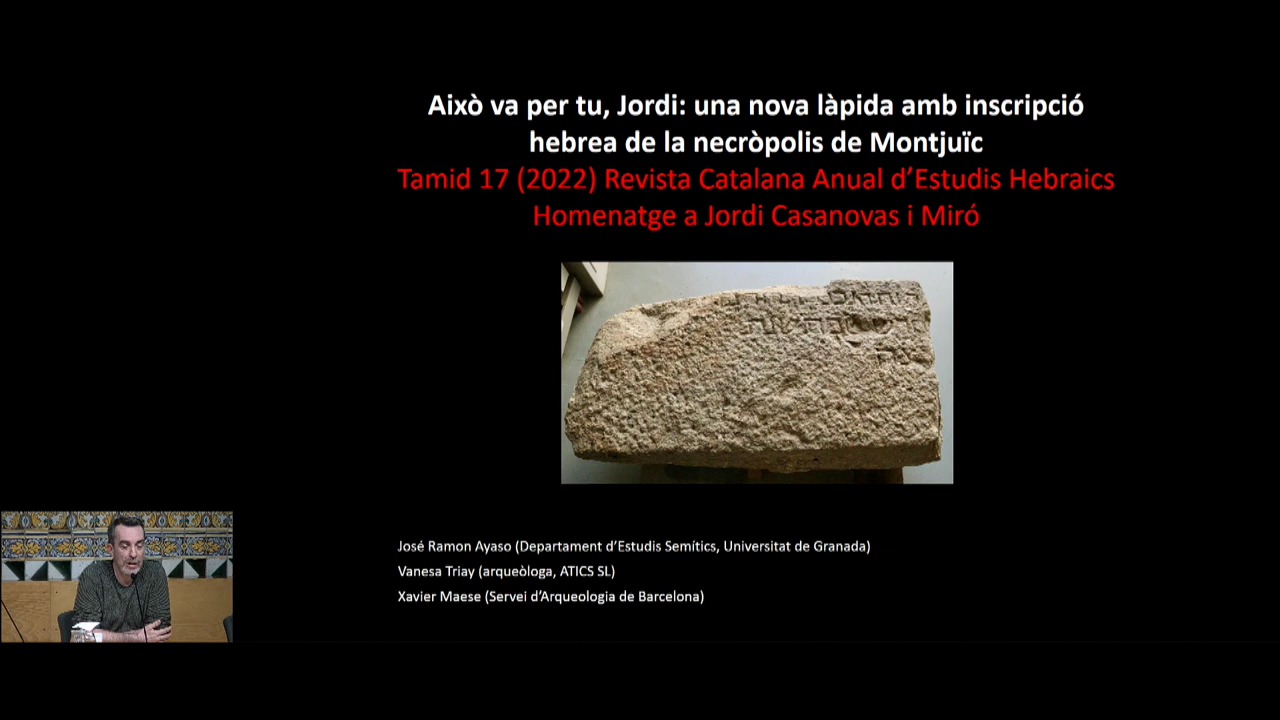 Això va per tu, Jordi: una nova làpida amb inscripció
hebrea de la necròpolis de Montjuïc
Tamid 17 (2022) Revista Catalana Anual d’Estudis Hebraics
Homenatge a Jordi Casanovas i Miró
José Ramon Ayaso (Departament d’Estudis Semítics, Universitat de Granada)
Vanesa Triay (arqueòloga, ATICS SL)
Xavier Maese (Servei d’Arqueologia de Barcelona)